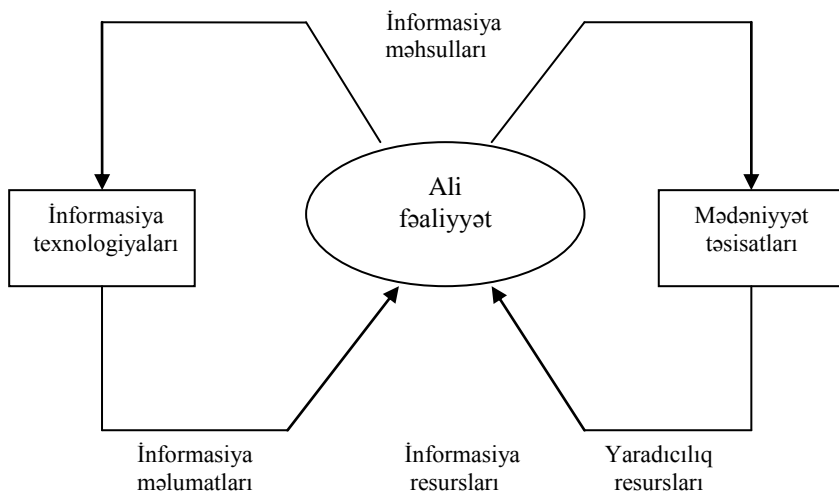 İnformasiya
məhsulları
Ali
fəaliyyət
İnformasiya
texnologiyaları
Mədəniyyət
təsisatları
İnformasiya
məlumatları
İnformasiya
resursları
Yaradıcılıq
resursları